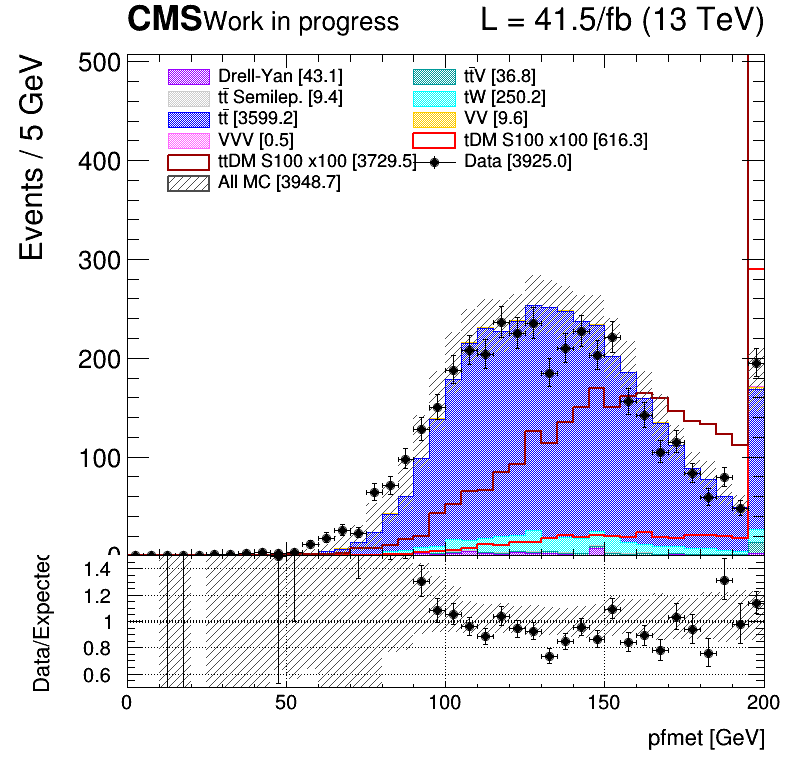 CMS Work in progress L = 41.5/fb (13 TeV)
Events / 5 GeV
500
400
300
200
100
0
Drell-Yan [43.1] tt̄V [36.8]
tt̄ Semilep. [9.4] tW [250.2]
tt̄ [3599.2] VV [9.6]
VVV [0.5] tDM S100 x100 [616.3]
ttDM S100 x100 [3729.5] Data [3925.0]
All MC [3948.7]
Data/Expected
1.4
1.2
1
0.8
0.6
0 50 100 150 200
pfmet [GeV]